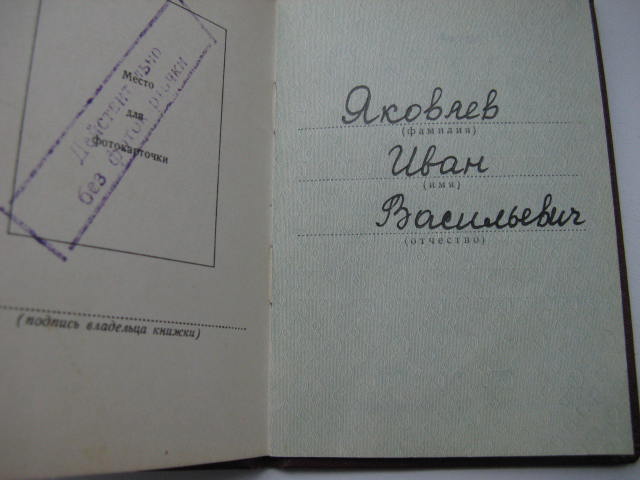 Действительно
без фотокарточки
Место
для
фотокарточки
(подпись владельца книжки)
Яковлев
(фамилия)
Иван
(имя)
Васильевич
(отчество)